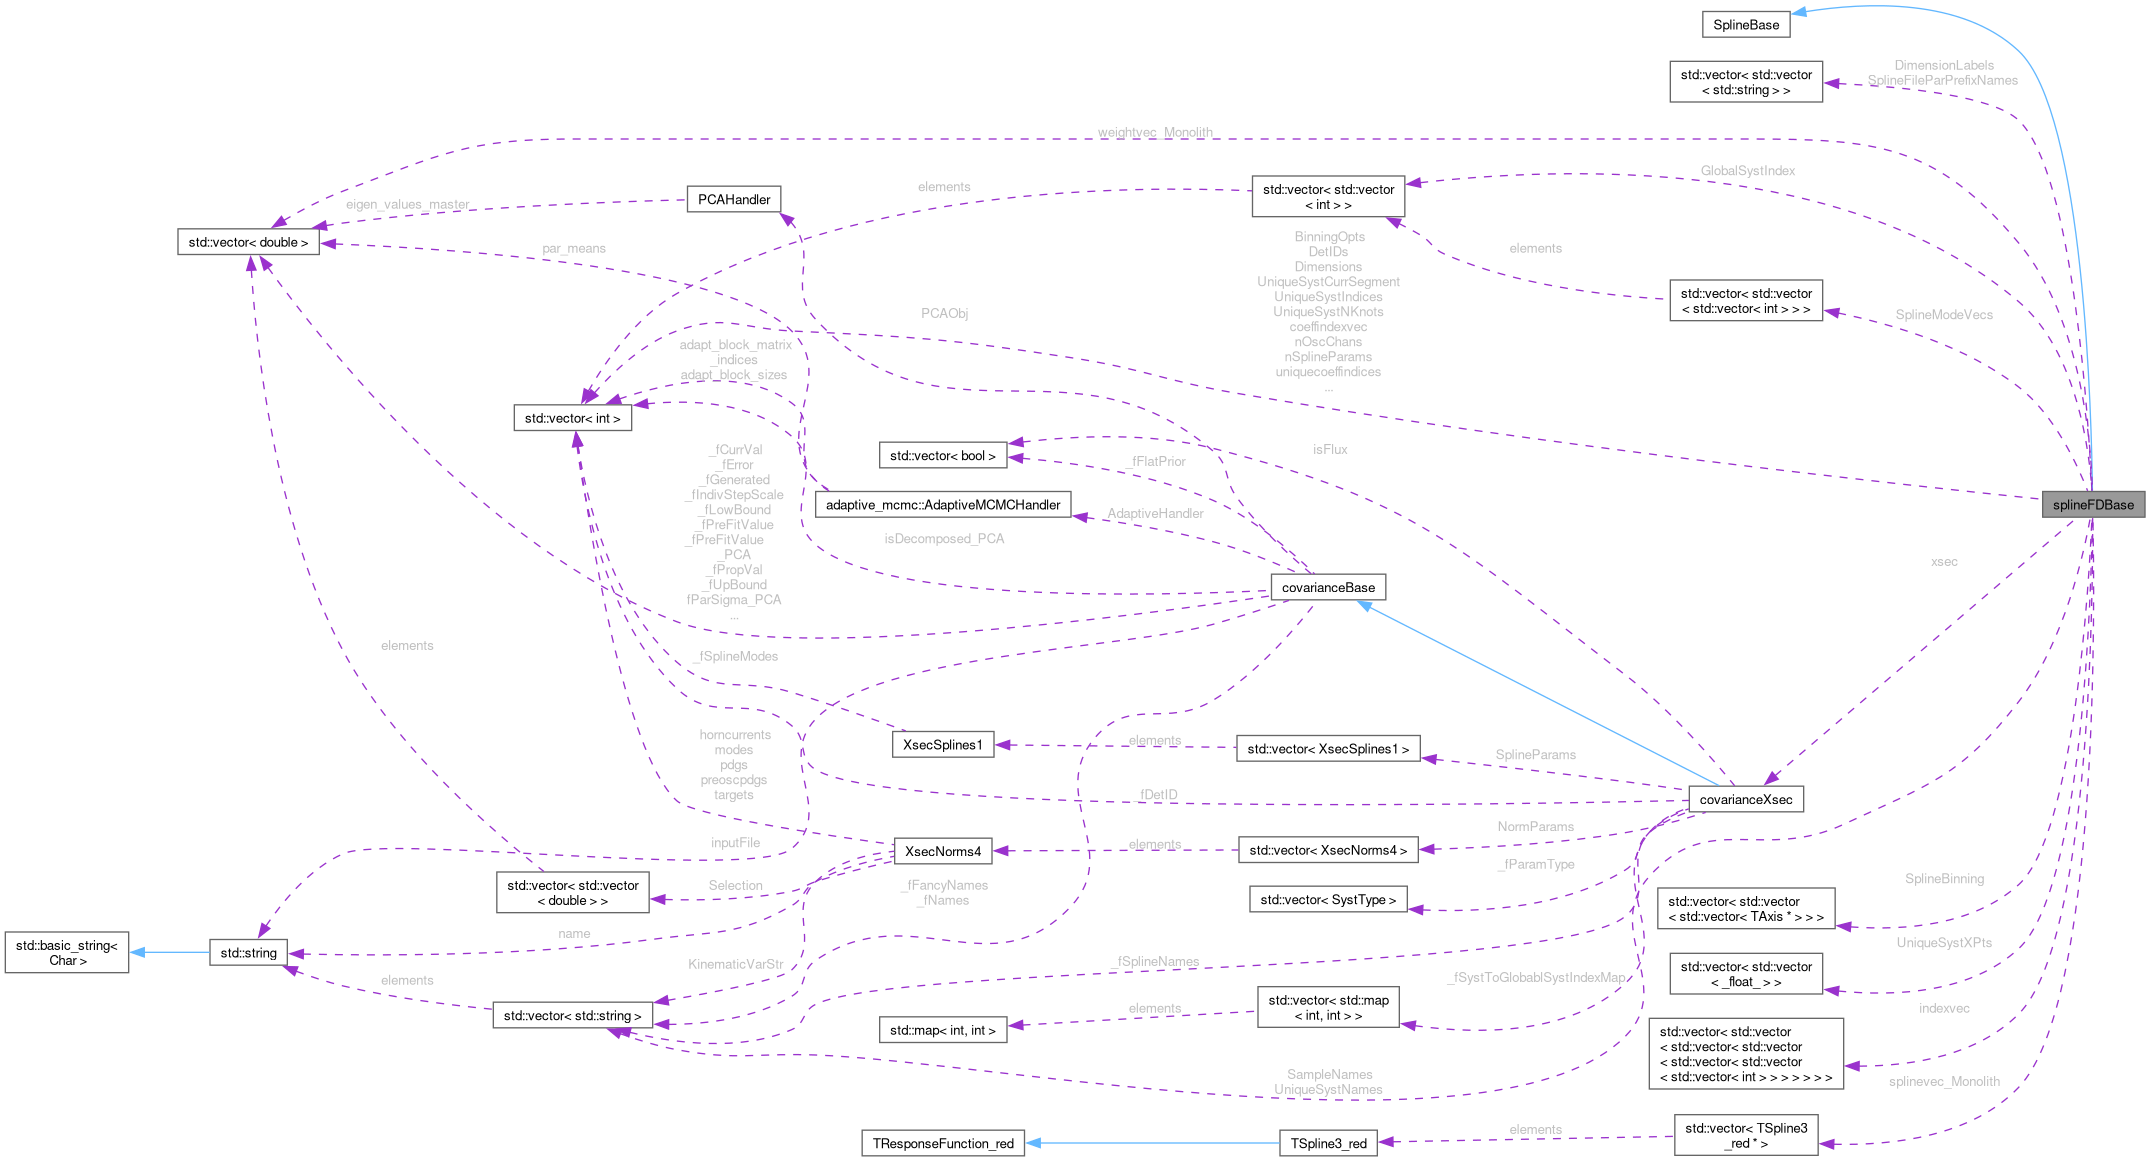 SplineBase
std::vector< std::vector
< std::string > >
DimensionLabels
SplineFileParPrefixNames
weightvec_Monolith
elements
PCAHandler
eigen_values_master
std::vector< std::vector
< int > >
GlobalSystIndex
std::vector< double >
par_means
BinningOpts
DetIDs
Dimensions
UniqueSystCurrSegment
UniqueSystIndices
UniqueSystNKnots
coeffindexvec
nOscChans
nSplineParams
uniquecoeffindices
...
elements
std::vector< std::vector
< std::vector< int > > >
SplineModeVecs
PCAObj
adapt_block_matrix
_indices
adapt_block_sizes
std::vector< int >
_fCurrVal
_fError
_fGenerated
_fIndivStepScale
_fLowBound
_fPreFitValue
_fPreFitValue
_PCA
_fPropVal
_fUpBound
fParSigma_PCA
...
std::vector< bool >
_fFlatPrior
isFlux
adaptive_mcmc::AdaptiveMCMCHandler
AdaptiveHandler
splineFDBase
isDecomposed_PCA
covarianceBase
xsec
elements
_fSplineModes
XsecSplines1
elements
std::vector< XsecSplines1 >
SplineParams
horncurrents
modes
pdgs
preoscpdgs
targets
_fDetID
covarianceXsec
inputFile
XsecNorms4
elements
std::vector< XsecNorms4 >
NormParams
_fParamType
std::vector< std::vector
< double > >
Selection
_fFancyNames
_fNames
std::vector< SystType >
std::vector< std::vector
< std::vector< TAxis * > > >
SplineBinning
std::basic_string<
Char >
std::string
name
KinematicVarStr
_fSplineNames
_fSystToGlobablSystIndexMap
std::vector< std::vector
< _float_ > >
UniqueSystXPts
elements
std::vector< std::string >
std::map< int, int >
elements
std::vector< std::map
< int, int > >
indexvec
std::vector< std::vector
< std::vector< std::vector
< std::vector< std::vector
< std::vector< int > > > > > > >
SampleNames
UniqueSystNames
splinevec_Monolith
TResponseFunction_red
TSpline3_red
elements
std::vector< TSpline3
_red * >